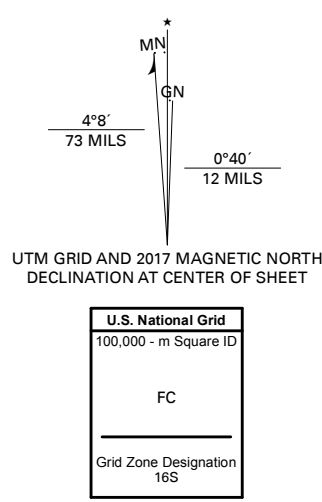 MN
GN
4°8´
73 MILS
0°40´
12 MILS
UTM GRID AND 2017 MAGNETIC NORTH
DECLINATION AT CENTER OF SHEET
U.S. National Grid
100,000 - m Square ID
FC
Grid Zone Designation
16S